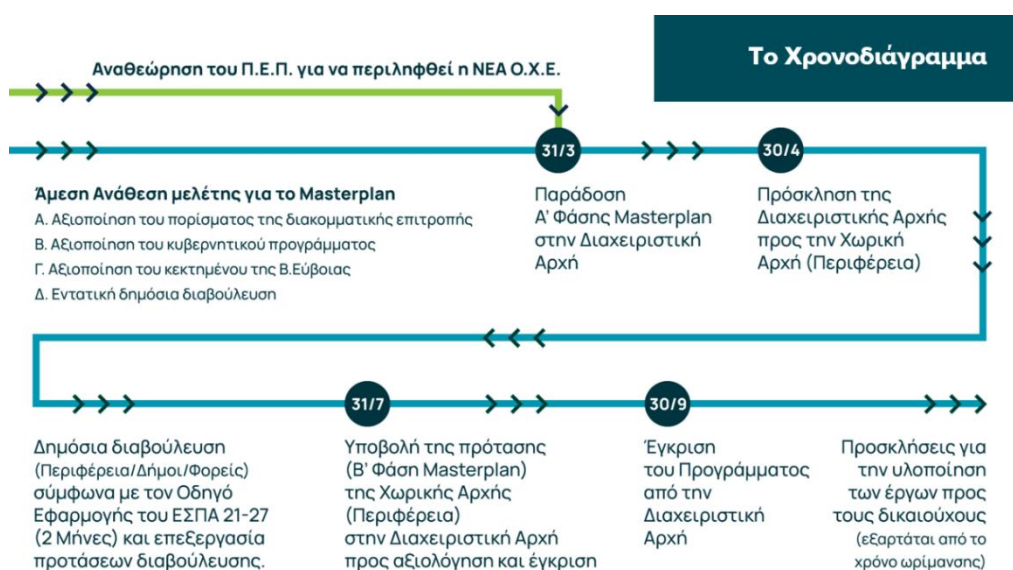 Το Χρονοδιάγραμμα
Αναθεώρηση του Π.Ε.Π. για να περιληφθεί η ΝΕΑ Ο.Χ.Ε.
Άμεση Ανάθεση μελέτης για το Masterplan
Α. Αξιοποίηση του πορίσματος της διακομματικής επιτροπής
Β. Αξιοποίηση του κυβερνητικού προγράμματος
Γ. Αξιοποίηση του κεκτημένου της Β.Εύβοιας
Δ. Εντατική δημόσια διαβούλευση
31/3
Παράδοση
Α' Φάσης Masterplan
στην Διαχειριστική
Αρχή
30/4
Πρόσκληση της
Διαχειριστικής Αρχής
προς την Χωρική
Αρχή (Περιφέρεια)
Δημόσια διαβούλευση
(Περιφέρεια/Δήμοι/Φορείς)
σύμφωνα με τον Οδηγό
Εφαρμογής του ΕΣΠΑ 21-27
(2 Μήνες) και επεξεργασία
προτάσεων διαβούλευσης.
31/7
Υποβολή της πρότασης
(Β' Φάση Masterplan)
της Χωρικής Αρχής
(Περιφέρεια)
στην Διαχειριστική Αρχή
προς αξιολόγηση και έγκριση
30/9
Έγκριση
του Προγράμματος
από την
Διαχειριστική
Αρχή
Προσκλήσεις για
την υλοποίηση
των έργων προς
τους δικαιούχους
(εξαρτάται από το
χρόνο ωρίμανσης)